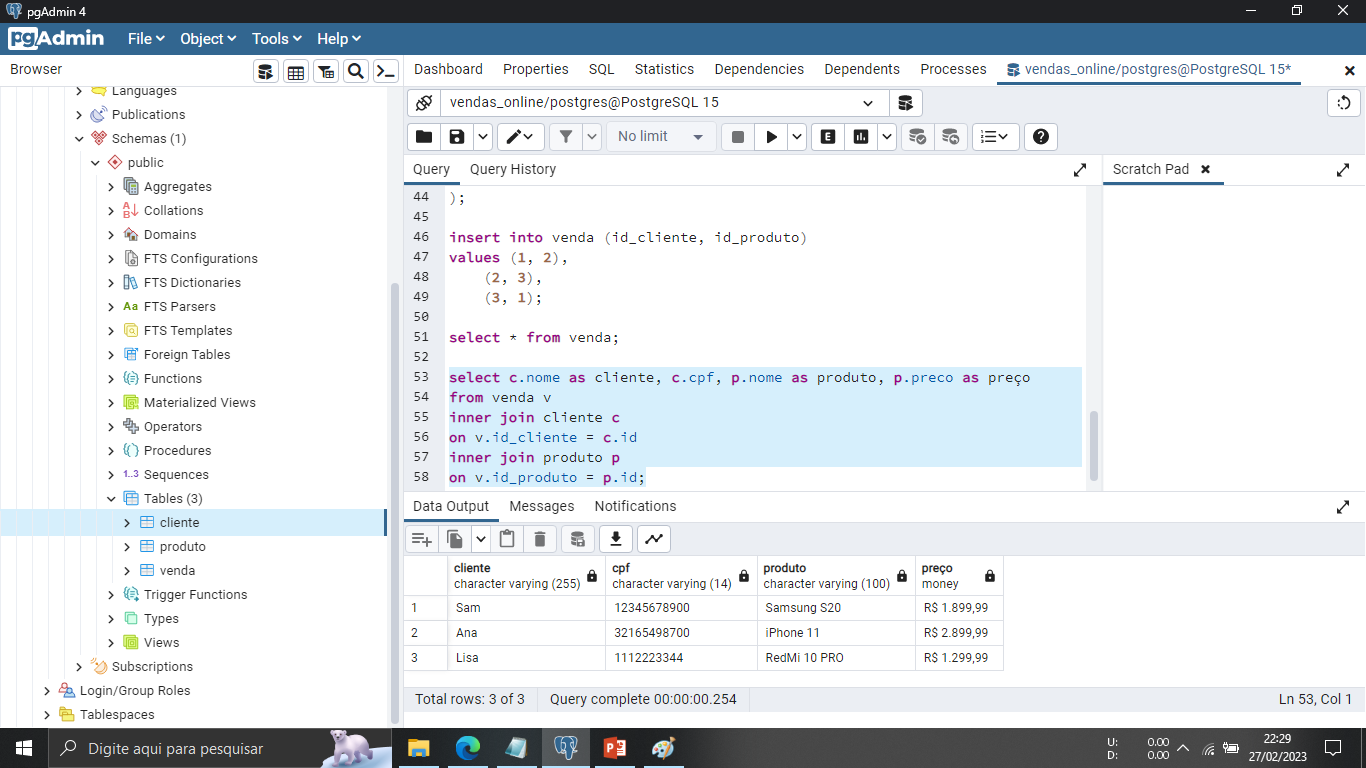 pgAdmin 4
pgAdmin File Object Tools Help
Browser
Dashboard Properties SQL Statistics Dependencies Dependents Processes vendas_online/postgres@PostgreSQL 15*
Languages
Publications
Schemas (1)
public
Aggregates
Collations
Domains
FTS Configurations
FTS Dictionaries
Aa FTS Parsers
FTS Templates
Foreign Tables
Functions
Materialized Views
Operators
Procedures
1..3 Sequences
Tables (3)
cliente
produto
venda
Trigger Functions
Types
Views
Subscriptions
Login/Group Roles
Tablespaces
vendas_online/postgres@PostgreSQL 15
No limit E
Query Query History
Scratch Pad
44 );
45
46 insert into venda (id_cliente, id_produto)
47 values (1, 2),
48 (2, 3),
49 (3, 1);
50
51 select * from venda;
52
53 select c.nome as cliente, c.cpf, p.nome as produto, p.preco as preço
54 from venda v
55 inner join cliente c
56 on v.id_cliente = c.id
57 inner join produto p
58 on v.id_produto = p.id;
Data Output Messages Notifications
cliente cpf produto preço
character varying (255) character varying (14) character varying (100) money
1 Sam 12345678900 Samsung S20 R$ 1.899,99
2 Ana 32165498700 iPhone 11 R$ 2.899,99
3 Lisa 1112223344 RedMi 10 PRO R$ 1.299,99
Total rows: 3 of 3 Query complete 00:00:00.254 Ln 53, Col 1
Digite aqui para pesquisar
U: 0.00
D: 0.00
22:29
27/02/2023